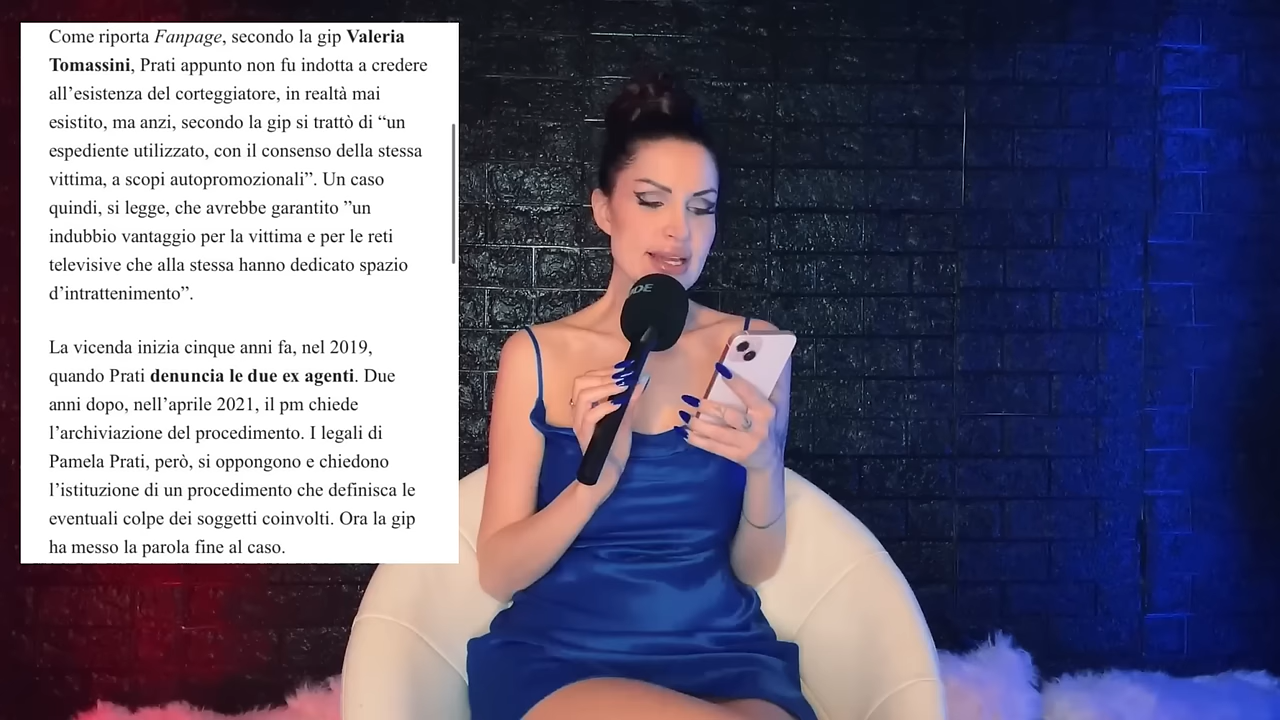 Come riporta Fanpage, secondo la gip Valeria
Tomassini, Prati appunto non fu indotta a credere
all’esistenza del corteggiatore, in realtà mai
esistito, ma anzi, secondo la gip si trattò di “un
espediente utilizzato, con il consenso della stessa
vittima, a scopi autopromozionali”. Un caso
quindi, si legge, che avrebbe garantito ”un
indubbio vantaggio per la vittima e per le reti
televisive che alla stessa hanno dedicato spazio
d’intrattenimento”.
La vicenda inizia cinque anni fa, nel 2019,
quando Prati denuncia le due ex agenti. Due
anni dopo, nell’aprile 2021, il pm chiede
l’archiviazione del procedimento. I legali di
Pamela Prati, però, si oppongono e chiedono
l’istituzione di un procedimento che definisca le
eventuali colpe dei soggetti coinvolti. Ora la gip
ha messo la parola fine al caso.